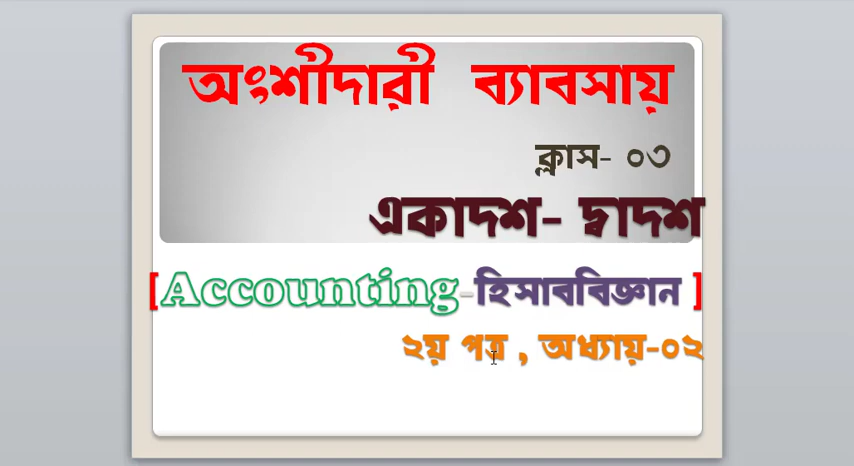 অংশীদারী ব্যাবসায়
ক্লাস- ০৩
একাদশ- দ্বাদশ
[Accounting-হিসাববিজ্ঞান ]
২য় পত্র , অধ্যায়-০২